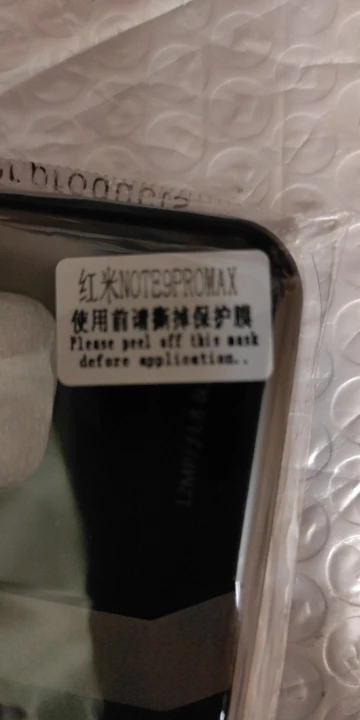 bloggers
红米NOTE9PROMAX
使用前请撕掉保护膜
Please peel off this mask
defore application..